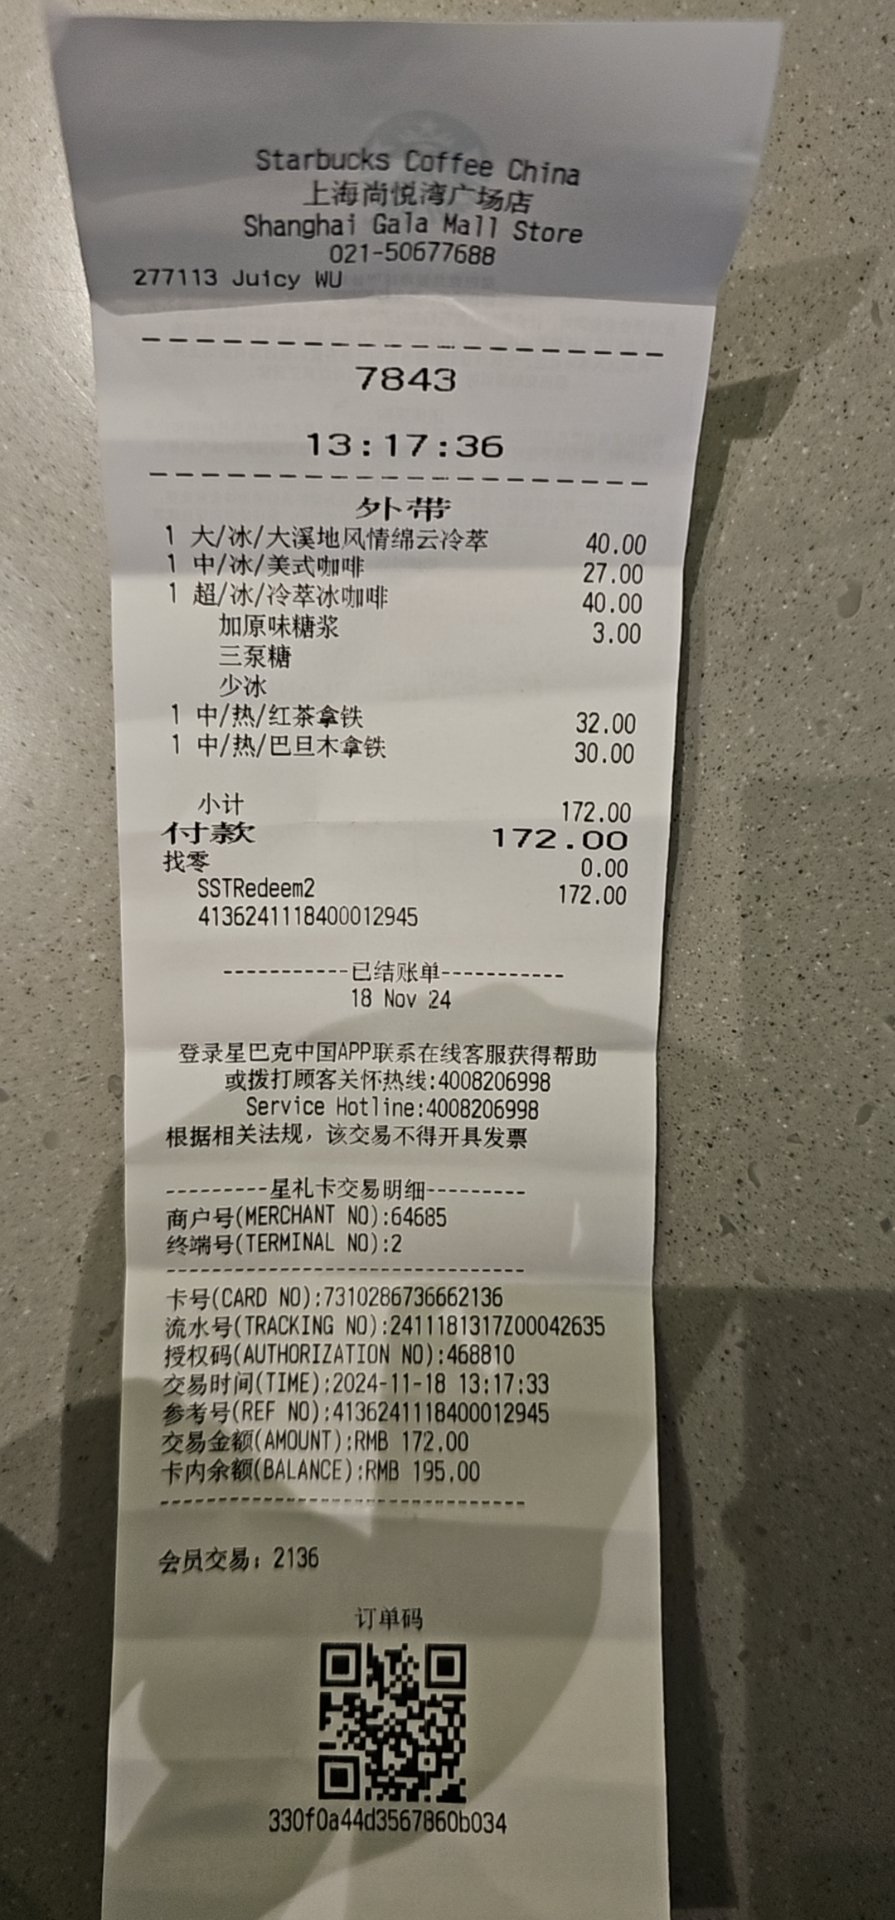 Starbucks Coffee China
上海尚悦湾广场店
Shanghai Gala Mall Store
021-50677688
277113 Juicy WU
7843
13:17:36
外带
1 大/冰/大溪地风情绵云冷萃 40.00
1 中/冰/美式咖啡 27.00
1 超/冰/冷萃冰咖啡 40.00
加原味糖浆 3.00
三泵糖
少冰
1 中/热/红茶拿铁 32.00
1 中/热/巴旦木拿铁 30.00
小计 172.00
付款 172.00
找零 0.00
SSTRedeem2 172.00
4136241118400012945
-----------已结账单-----------
18 Nov 24
登录星巴克中国APP联系在线客服获得帮助
或拨打顾客关怀热线:4008206998
Service Hotline:4008206998
根据相关法规，该交易不得开具发票
---------星礼卡交易明细---------
商户号(MERCHANT NO):64685
终端号(TERMINAL NO):2
卡号(CARD NO):7310286736662136
流水号(TRACKING NO):2411181317Z00042635
授权码(AUTHORIZATION NO):468810
交易时间(TIME):2024-11-18 13:17:33
参考号(REF NO):4136241118400012945
交易金额(AMOUNT):RMB 172.00
卡内余额(BALANCE):RMB 195.00
会员交易: 2136
订单码
330f0a44d3567860b034